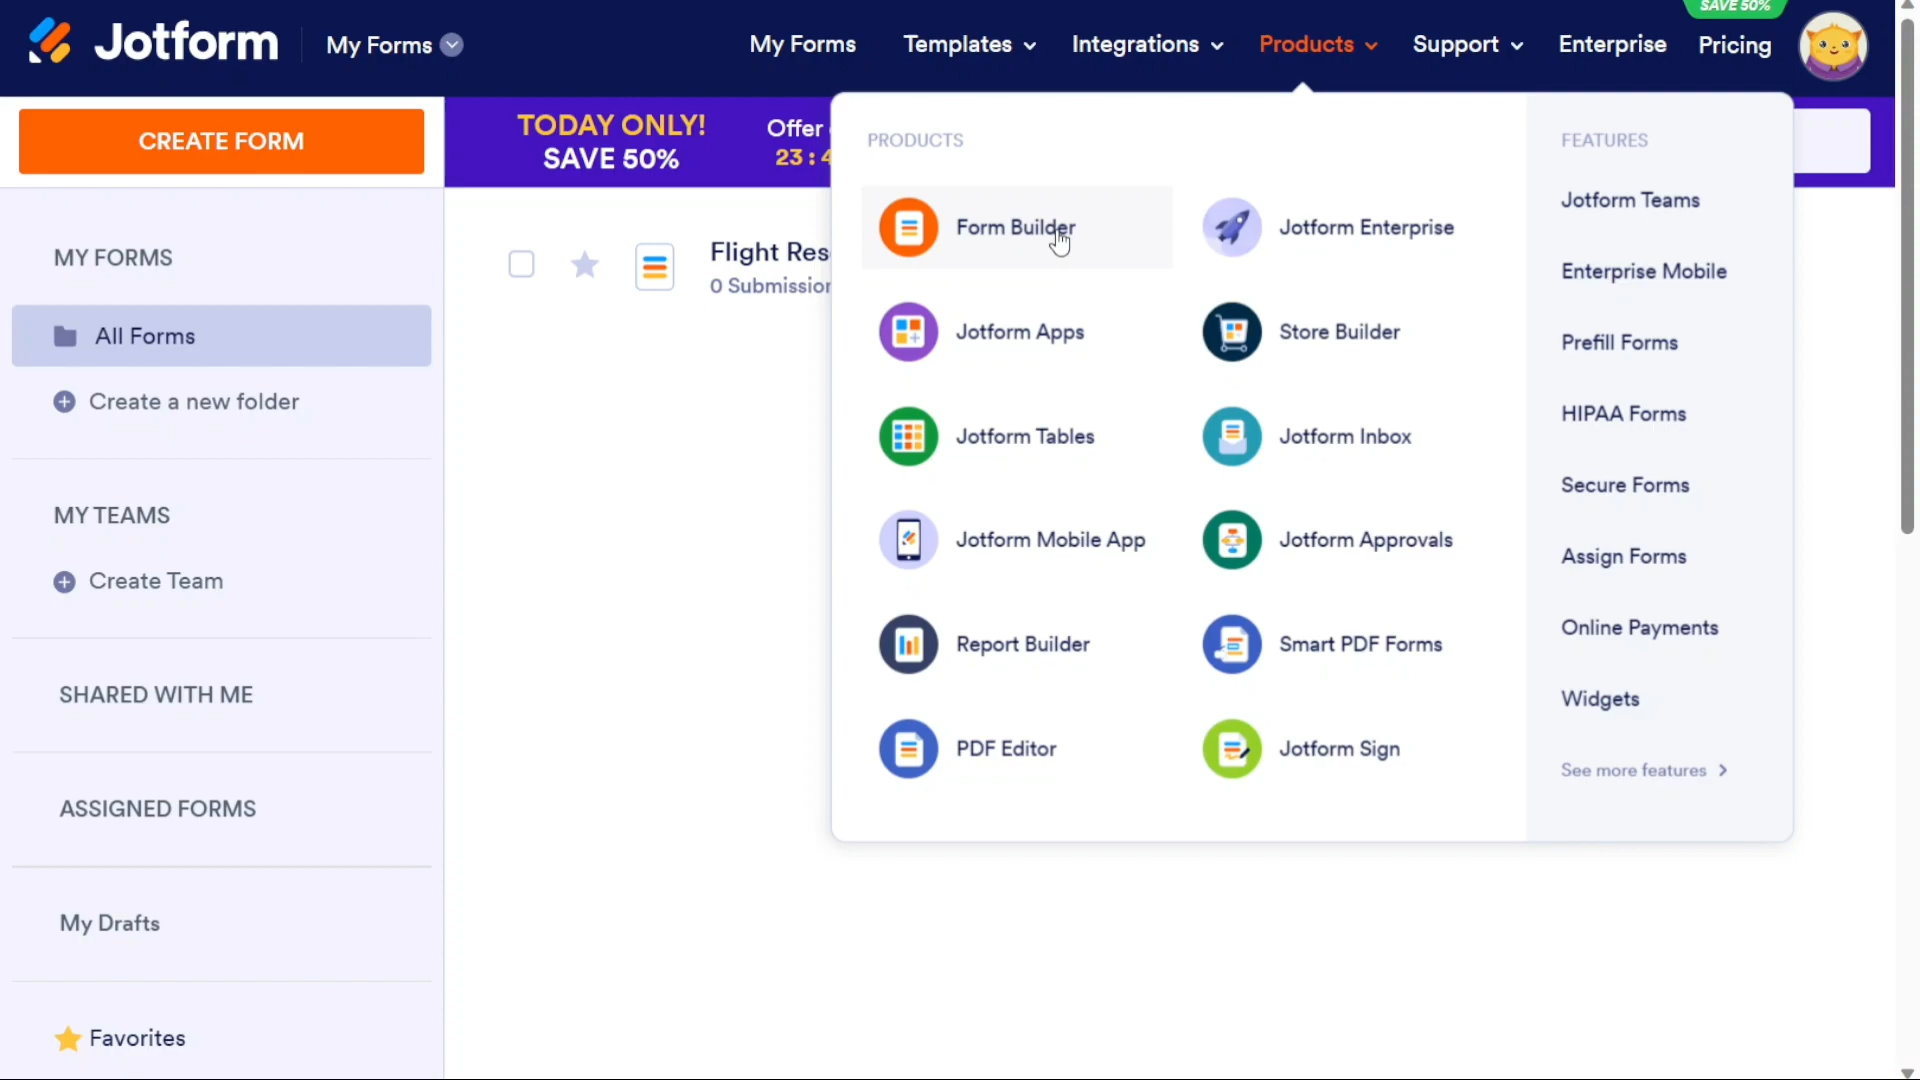 SAVE 50%
Jotform
My Forms
My Forms
Templates
Integrations
Products
Support
Enterprise
Pricing
CREATE FORM
TODAY ONLY!
SAVE 50%
Offer
23 : 4
MY FORMS
All Forms
Create a new folder
MY TEAMS
Create Team
SHARED WITH ME
ASSIGNED FORMS
My Drafts
Favorites
Flight Res
0 Submission
PRODUCTS
Form Builder
Jotform Enterprise
Jotform Apps
Store Builder
Jotform Tables
Jotform Inbox
Jotform Mobile App
Jotform Approvals
Report Builder
Smart PDF Forms
PDF Editor
Jotform Sign
FEATURES
Jotform Teams
Enterprise Mobile
Prefill Forms
HIPAA Forms
Secure Forms
Assign Forms
Online Payments
Widgets
See more features